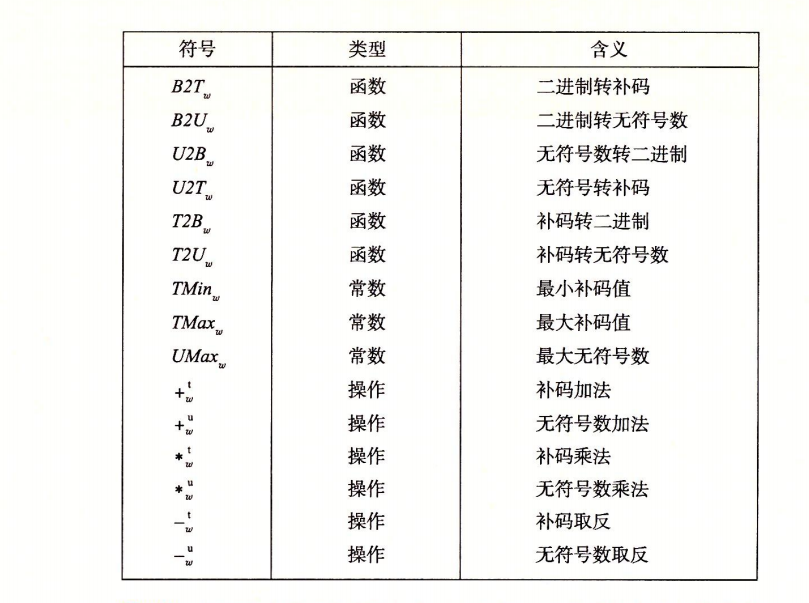 符号 类型 含义
B2T_w 函数 二进制转补码
B2U_w 函数 二进制转无符号数
U2B_w 函数 无符号数转二进制
U2T_w 函数 无符号转补码
T2B_w 函数 补码转二进制
T2U_w 函数 补码转无符号数
TMin_w 常数 最小补码值
TMax_w 常数 最大补码值
UMax_w 常数 最大无符号数
+^t_w 操作 补码加法
+^u_w 操作 无符号数加法
*^t_w 操作 补码乘法
*^u_w 操作 无符号数乘法
-^t_w 操作 补码取反
-^u_w 操作 无符号数取反